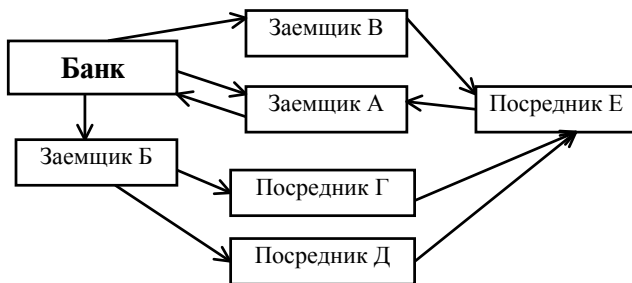 Заемщик В
Банк
Заемщик А
Посредник Е
Заемщик Б
Посредник Г
Посредник Д